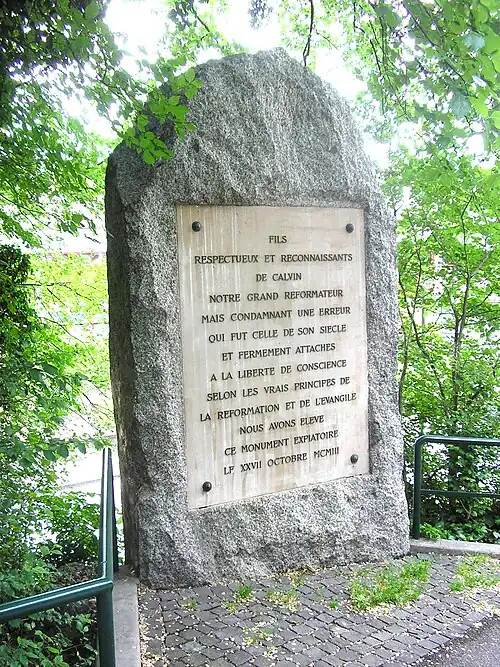 FILS
RESPECTUEUX ET RECONNAISSANTS
DE CALVIN
NOTRE GRAND REFORMATEUR
MAIS CONDAMNANT UNE ERREUR
QUI FUT CELLE DE SON SIECLE
ET FERMEMENT ATTACHES
A LA LIBERTE DE CONSCIENCE
SELON LES VRAIS PRINCIPES DE
LA REFORMATION ET DE L'EVANGILE
NOUS AVONS ELEVE
CE MONUMENT EXPIATOIRE
LE XXVII OCTOBRE MCMIII